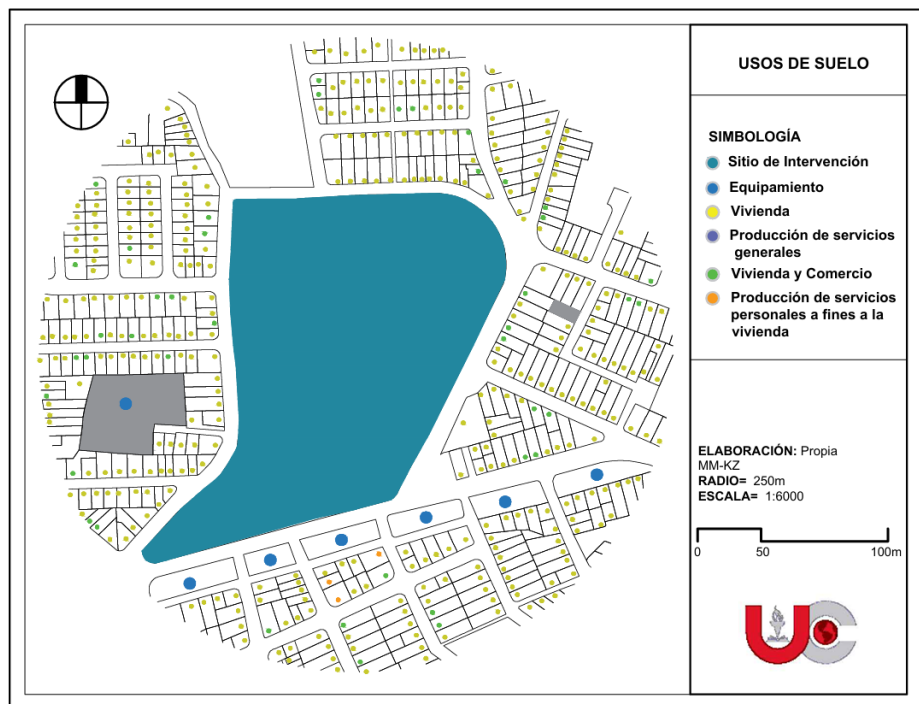 USOS DE SUELO
SIMBOLOGÍA
Sitio de Intervención
Equipamiento
Vivienda
Producción de servicios
generales
Vivienda y Comercio
Producción de servicios
personales a fines a la
vivienda
ELABORACIÓN: Propia
MM-KZ
RADIO= 250m
ESCALA= 1:6000
0 50 100m
UC